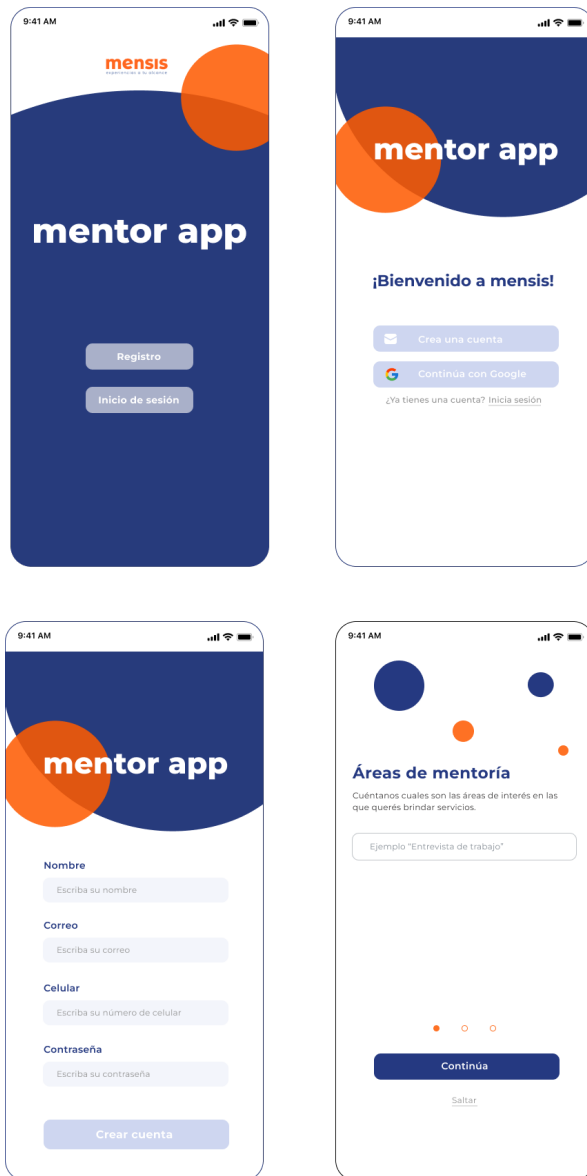 9:41 AM
mensis
experiencias a tu alcance
mentor app
Registro
Inicio de sesión
9:41 AM
mentor app
¡Bienvenido a mensis!
Crea una cuenta
Continúa con Google
¿Ya tienes una cuenta? Inicia sesión
9:41 AM
mentor app
Nombre
Escriba su nombre
Correo
Escriba su correo
Celular
Escriba su número de celular
Contraseña
Escriba su contraseña
Crear cuenta
9:41 AM
Áreas de mentoría
Cuéntanos cuales son las áreas de interés en las
que querés brindar servicios.
Ejemplo “Entrevista de trabajo”
Continúa
Saltar